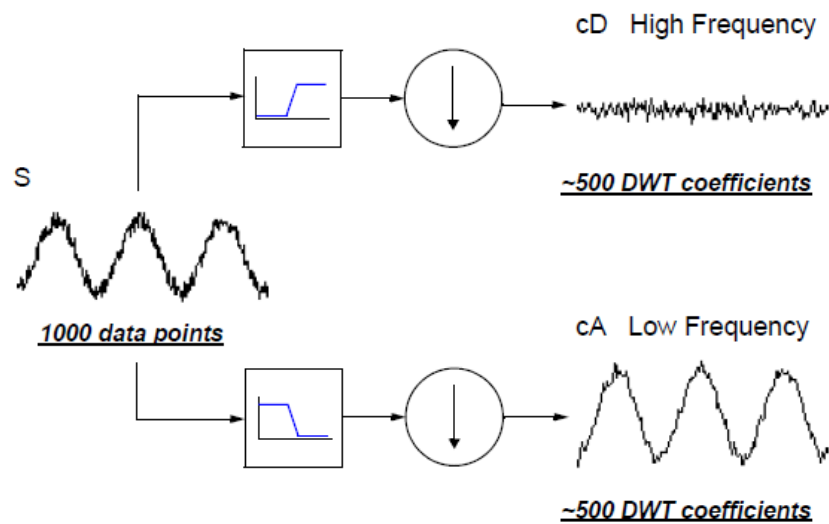 cD High Frequency
~500 DWT coefficients
S
1000 data points
cA Low Frequency
~500 DWT coefficients